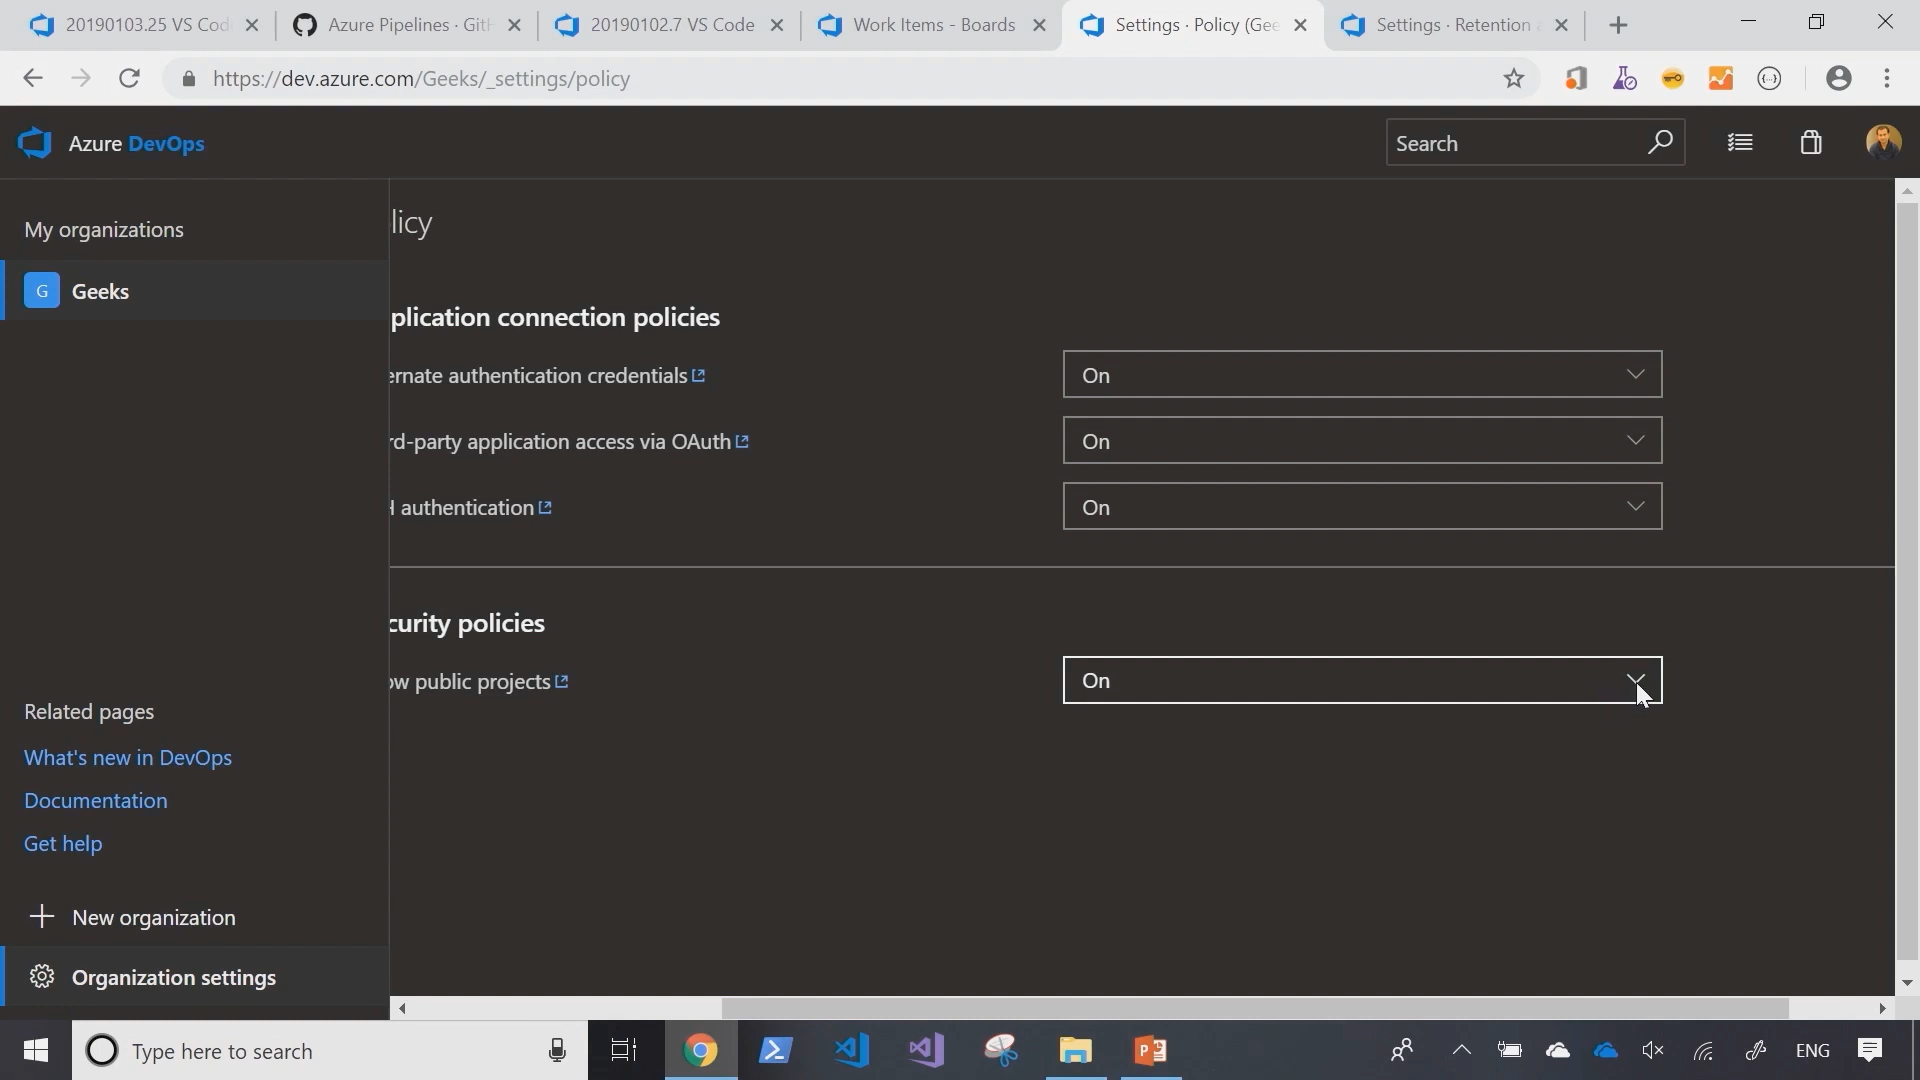 20190103.25 VS Cod
Azure Pipelines · Gith
20190102.7 VS Code
Work Items - Boards
Settings · Policy (Gee
Settings · Retention a
https://dev.azure.com/Geeks/_settings/policy
Azure DevOps
Search
My organizations
licy
G Geeks
plication connection policies
ernate authentication credentials
On
rd-party application access via OAuth
On
H authentication
On
curity policies
ow public projects
On
Related pages
What's new in DevOps
Documentation
Get help
New organization
Organization settings
Type here to search
ENG